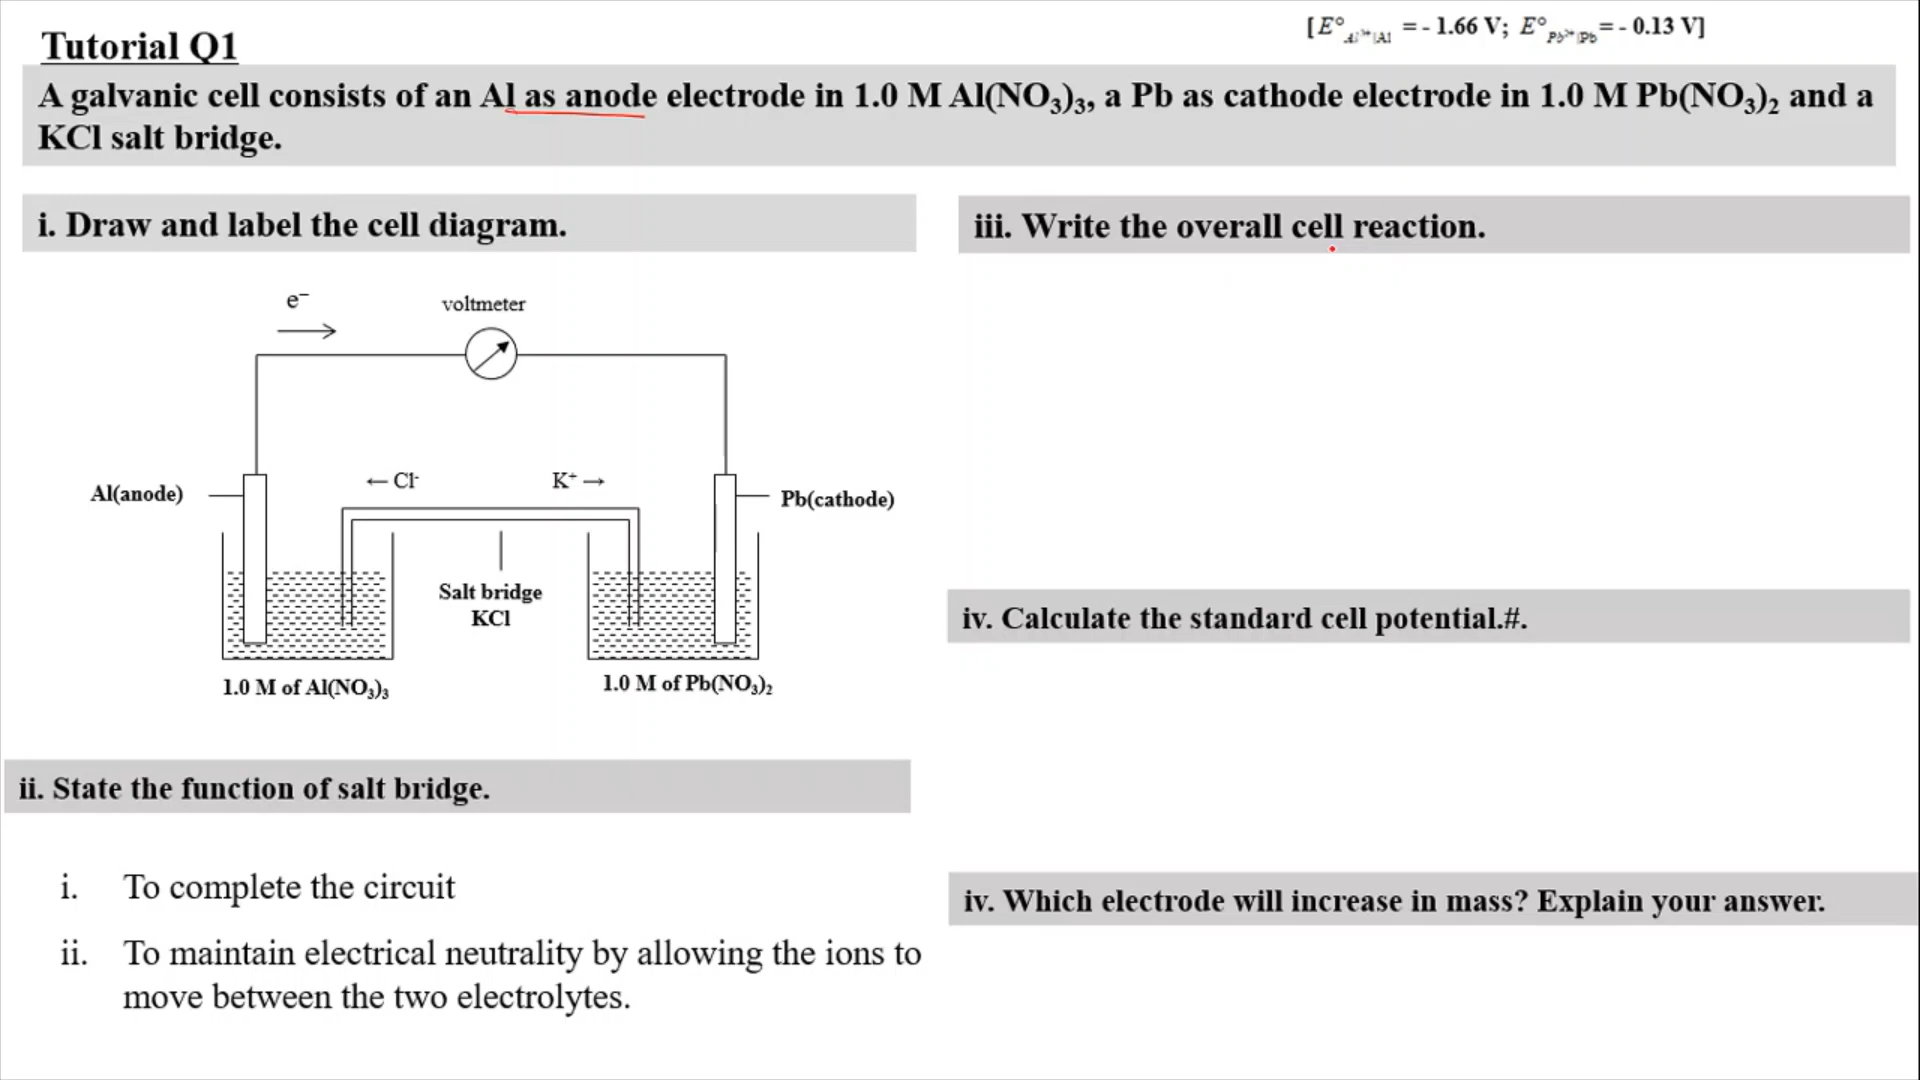 [E° Al³⁺|Al = - 1.66 V; E° Pb²⁺|Pb = - 0.13 V]
Tutorial Q1
A galvanic cell consists of an Al as anode electrode in 1.0 M Al(NO₃)₃, a Pb as cathode electrode in 1.0 M Pb(NO₃)₂ and a
KCl salt bridge.
i. Draw and label the cell diagram.
e⁻
voltmeter
← Cl⁻
K⁺ →
Al(anode)
Pb(cathode)
Salt bridge
KCl
1.0 M of Al(NO₃)₃
1.0 M of Pb(NO₃)₂
ii. State the function of salt bridge.
i. To complete the circuit
ii. To maintain electrical neutrality by allowing the ions to
move between the two electrolytes.
iii. Write the overall cell reaction.
iv. Calculate the standard cell potential.#.
iv. Which electrode will increase in mass? Explain your answer.